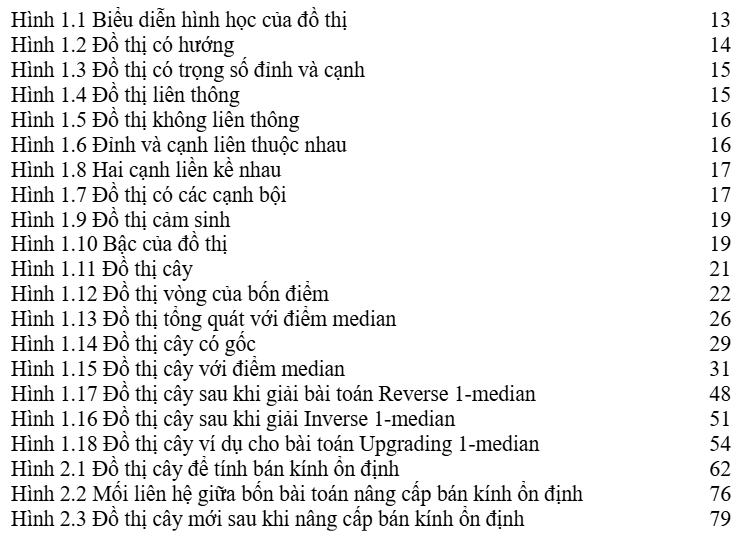 Hình 1.1 Biểu diễn hình học của đồ thị 13
Hình 1.2 Đồ thị có hướng 14
Hình 1.3 Đồ thị có trọng số đỉnh và cạnh 15
Hình 1.4 Đồ thị liên thông 15
Hình 1.5 Đồ thị không liên thông 16
Hình 1.6 Đỉnh và cạnh liên thuộc nhau 16
Hình 1.8 Hai cạnh liền kề nhau 17
Hình 1.7 Đồ thị có các cạnh bội 17
Hình 1.9 Đồ thị cảm sinh 19
Hình 1.10 Bậc của đồ thị 19
Hình 1.11 Đồ thị cây 21
Hình 1.12 Đồ thị vòng của bốn điểm 22
Hình 1.13 Đồ thị tổng quát với điểm median 26
Hình 1.14 Đồ thị cây có gốc 29
Hình 1.15 Đồ thị cây với điểm median 31
Hình 1.17 Đồ thị cây sau khi giải bài toán Reverse 1-median 48
Hình 1.16 Đồ thị cây sau khi giải Inverse 1-median 51
Hình 1.18 Đồ thị cây ví dụ cho bài toán Upgrading 1-median 54
Hình 2.1 Đồ thị cây để tính bán kính ổn định 62
Hình 2.2 Mối liên hệ giữa bốn bài toán nâng cấp bán kính ổn định 76
Hình 2.3 Đồ thị cây mới sau khi nâng cấp bán kính ổn định 79